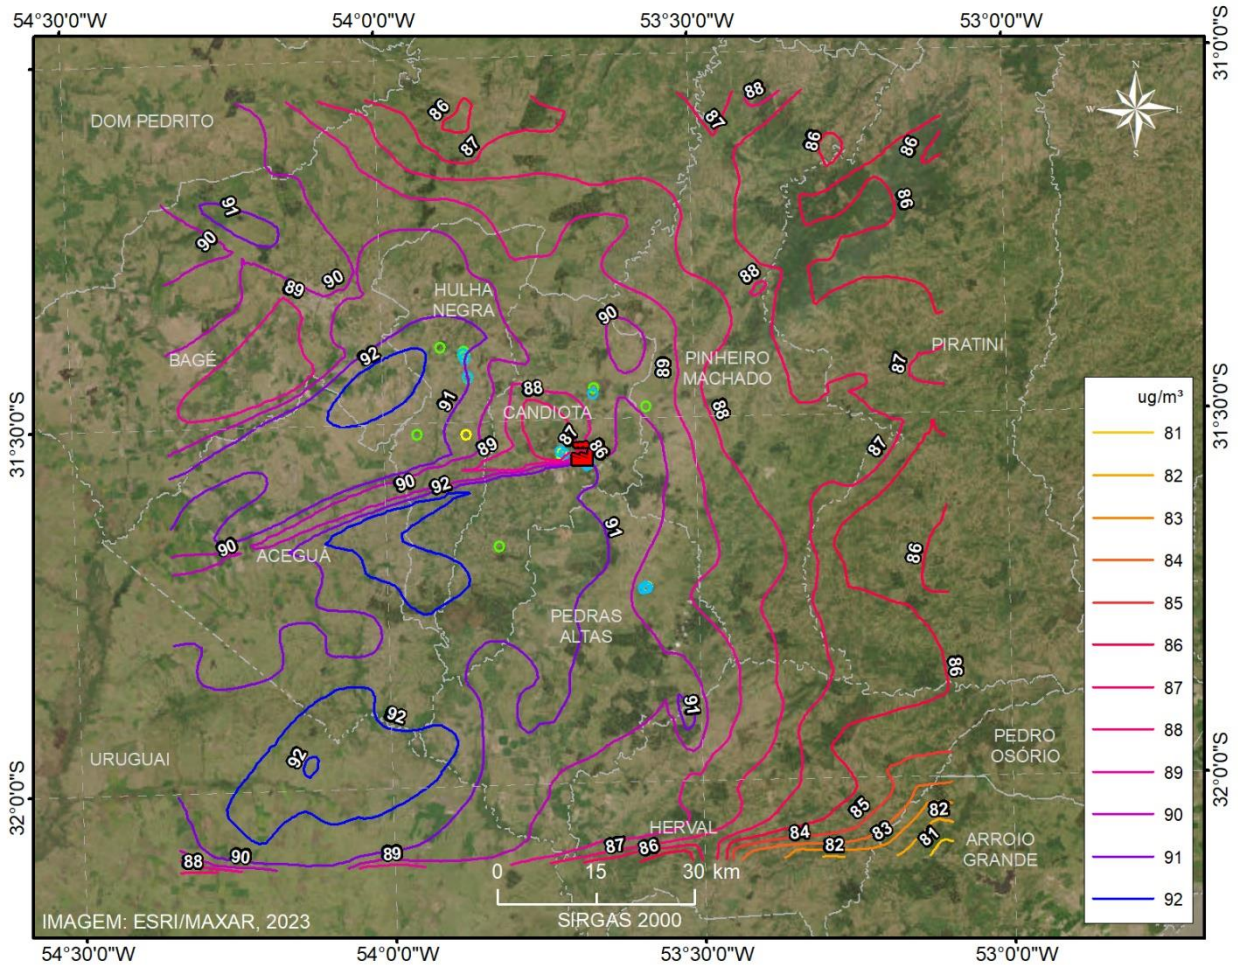 54°30'0"W
54°0'0"W
53°30'0"W
53°0'0"W
31°0'0"S
DOM PEDRITO
86
87
88
87
86
86
86
N
W
E
S
91
90
90
89
88
HULHA
NEGRA
90
BAGÉ
92
89
PINHEIRO
MACHADO
PIRATINI
87
31°30'0"S
31°30'0"S
91
88
CANDIOTA
87
86
89
88
87
90
92
90
ACEGUÁ
91
86
PEDRAS
ALTAS
86
92
91
92
URUGUAI
PEDRO
OSÓRIO
32°0'0"S
32°0'0"S
88
90
89
87
86
HERVAL
84
85
82
83
82
81
ARROIO
GRANDE
0
15
30 km
SIRGAS 2000
IMAGEM: ESRI/MAXAR, 2023
ug/m³
81
82
83
84
85
86
87
88
89
90
91
92
54°30'0"W
54°0'0"W
53°30'0"W
53°0'0"W